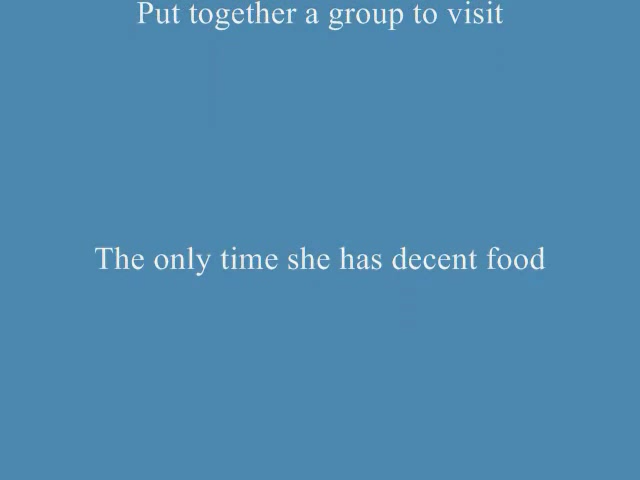 Put together a group to visit
The only time she has decent food